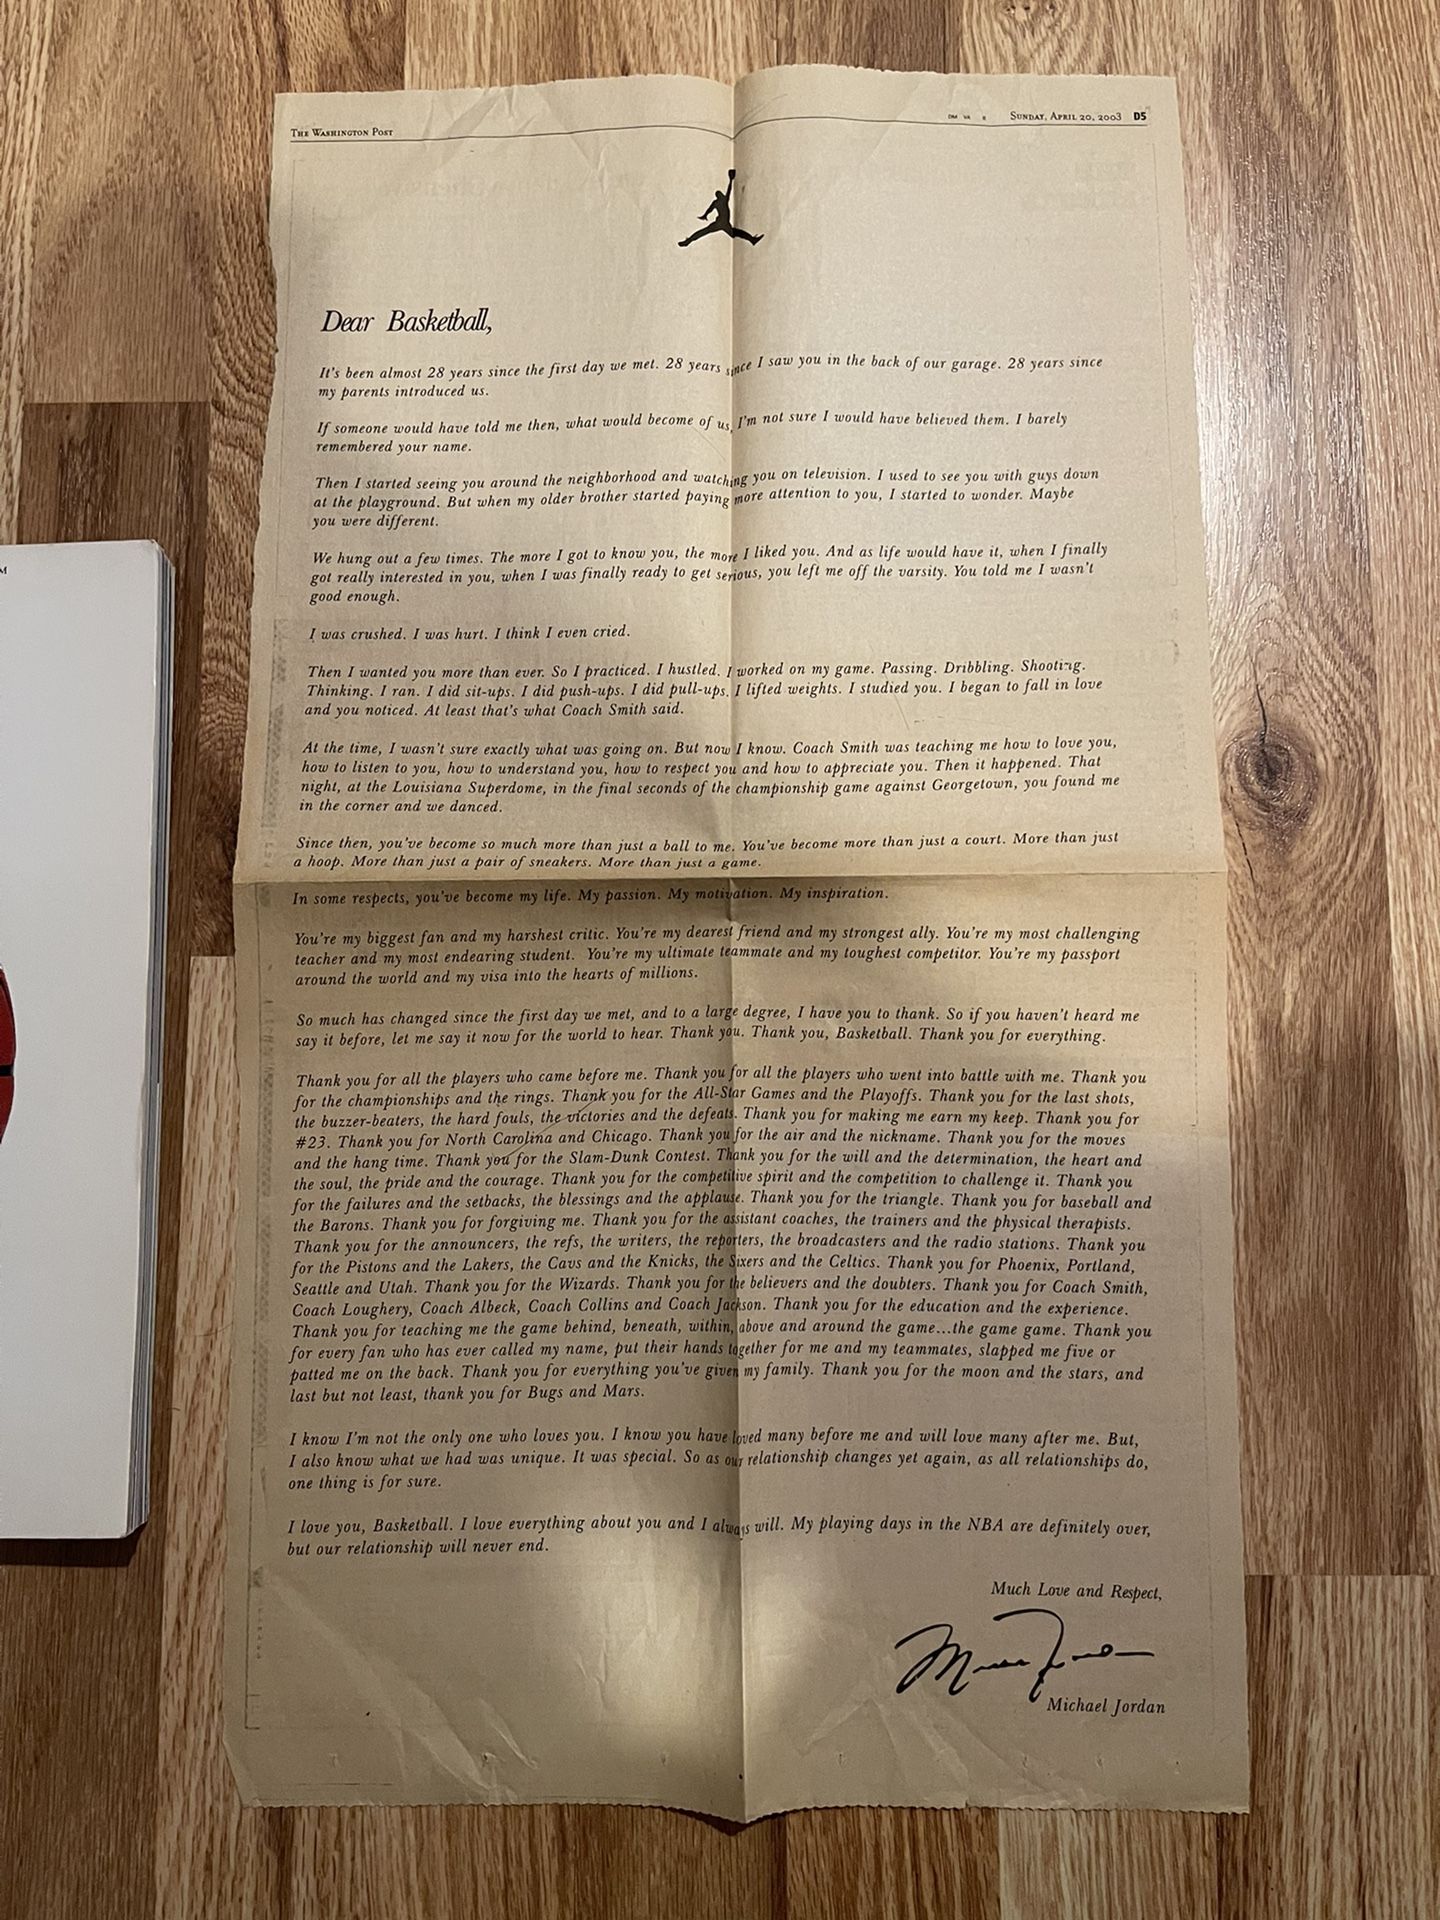 THE WASHINGTON POST
DM VA E SUNDAY, APRIL 20, 2003 D5
Dear Basketball,
It's been almost 28 years since the first day we met. 28 years since I saw you in the back of our garage. 28 years since
my parents introduced us.
If someone would have told me then, what would become of us, I'm not sure I would have believed them. I barely
remembered your name.
Then I started seeing you around the neighborhood and watching you on television. I used to see you with guys down
at the playground. But when my older brother started paying more attention to you, I started to wonder. Maybe
you were different.
We hung out a few times. The more I got to know you, the more I liked you. And as life would have it, when I finally
got really interested in you, when I was finally ready to get serious, you left me off the varsity. You told me I wasn't
good enough.
I was crushed. I was hurt. I think I even cried.
Then I wanted you more than ever. So I practiced. I hustled. I worked on my game. Passing. Dribbling. Shooting.
Thinking. I ran. I did sit-ups. I did push-ups. I did pull-ups. I lifted weights. I studied you. I began to fall in love
and you noticed. At least that's what Coach Smith said.
At the time, I wasn't sure exactly what was going on. But now I know. Coach Smith was teaching me how to love you,
how to listen to you, how to understand you, how to respect you and how to appreciate you. Then it happened. That
night, at the Louisiana Superdome, in the final seconds of the championship game against Georgetown, you found me
in the corner and we danced.
Since then, you've become so much more than just a ball to me. You've become more than just a court. More than just
a hoop. More than just a pair of sneakers. More than just a game.
In some respects, you've become my life. My passion. My motivation. My inspiration.
You're my biggest fan and my harshest critic. You're my dearest friend and my strongest ally. You're my most challenging
teacher and my most endearing student. You're my ultimate teammate and my toughest competitor. You're my passport
around the world and my visa into the hearts of millions.
So much has changed since the first day we met, and to a large degree, I have you to thank. So if you haven't heard me
say it before, let me say it now for the world to hear. Thank you. Thank you, Basketball. Thank you for everything.
Thank you for all the players who came before me. Thank you for all the players who went into battle with me. Thank you
for the championships and the rings. Thank you for the All-Star Games and the Playoffs. Thank you for the last shots,
the buzzer-beaters, the hard fouls, the victories and the defeats. Thank you for making me earn my keep. Thank you for
#23. Thank you for North Carolina and Chicago. Thank you for the air and the nickname. Thank you for the moves
and the hang time. Thank you for the Slam-Dunk Contest. Thank you for the will and the determination, the heart and
the soul, the pride and the courage. Thank you for the competitive spirit and the competition to challenge it. Thank you
for the failures and the setbacks, the blessings and the applause. Thank you for the triangle. Thank you for baseball and
the Barons. Thank you for forgiving me. Thank you for the assistant coaches, the trainers and the physical therapists.
Thank you for the announcers, the refs, the writers, the reporters, the broadcasters and the radio stations. Thank you
for the Pistons and the Lakers, the Cavs and the Knicks, the Sixers and the Celtics. Thank you for Phoenix, Portland,
Seattle and Utah. Thank you for the Wizards. Thank you for the believers and the doubters. Thank you for Coach Smith,
Coach Loughery, Coach Albeck, Coach Collins and Coach Jackson. Thank you for the education and the experience.
Thank you for teaching me the game behind, beneath, within, above and around the game...the game game. Thank you
for every fan who has ever called my name, put their hands together for me and my teammates, slapped me five or
patted me on the back. Thank you for everything you've given my family. Thank you for the moon and the stars, and
last but not least, thank you for Bugs and Mars.
I know I'm not the only one who loves you. I know you have loved many before me and will love many after me. But,
I also know what we had was unique. It was special. So as our relationship changes yet again, as all relationships do,
one thing is for sure.
I love you, Basketball. I love everything about you and I always will. My playing days in the NBA are definitely over,
but our relationship will never end.
Much Love and Respect,
Michael Jordan
Michael Jordan